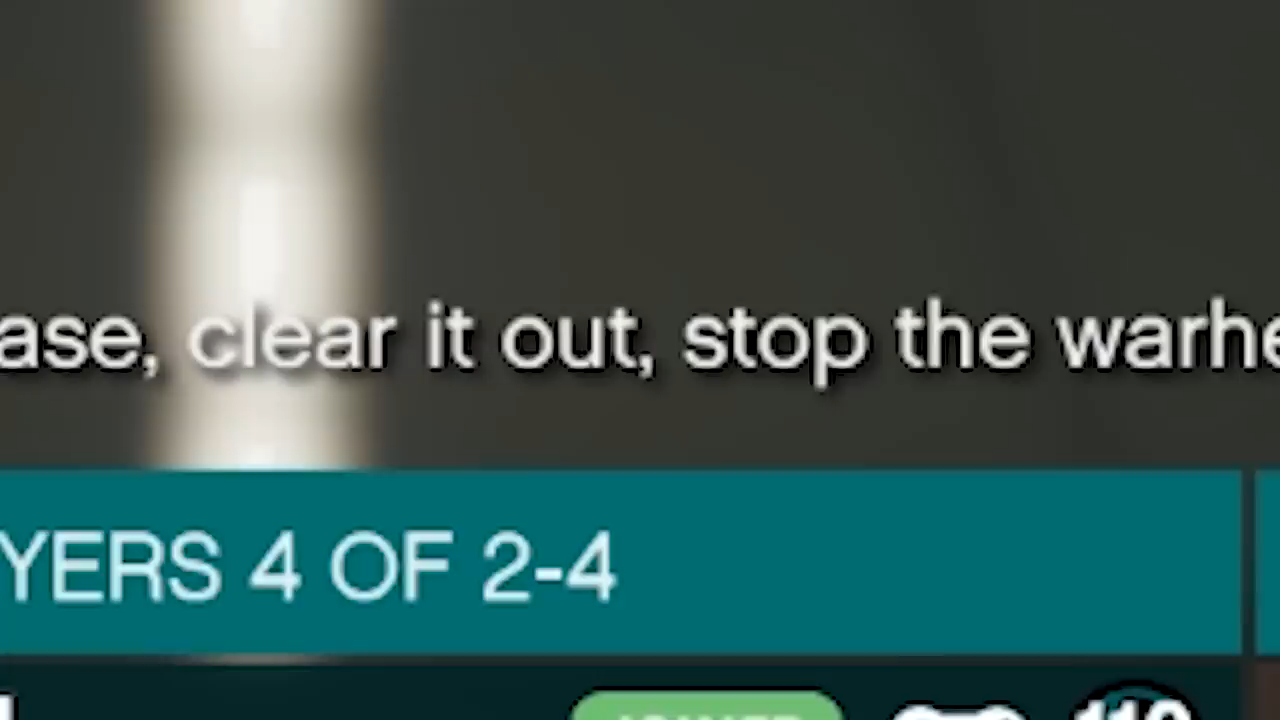 ase, clear it out, stop the warhe
YERS 4 OF 2-4